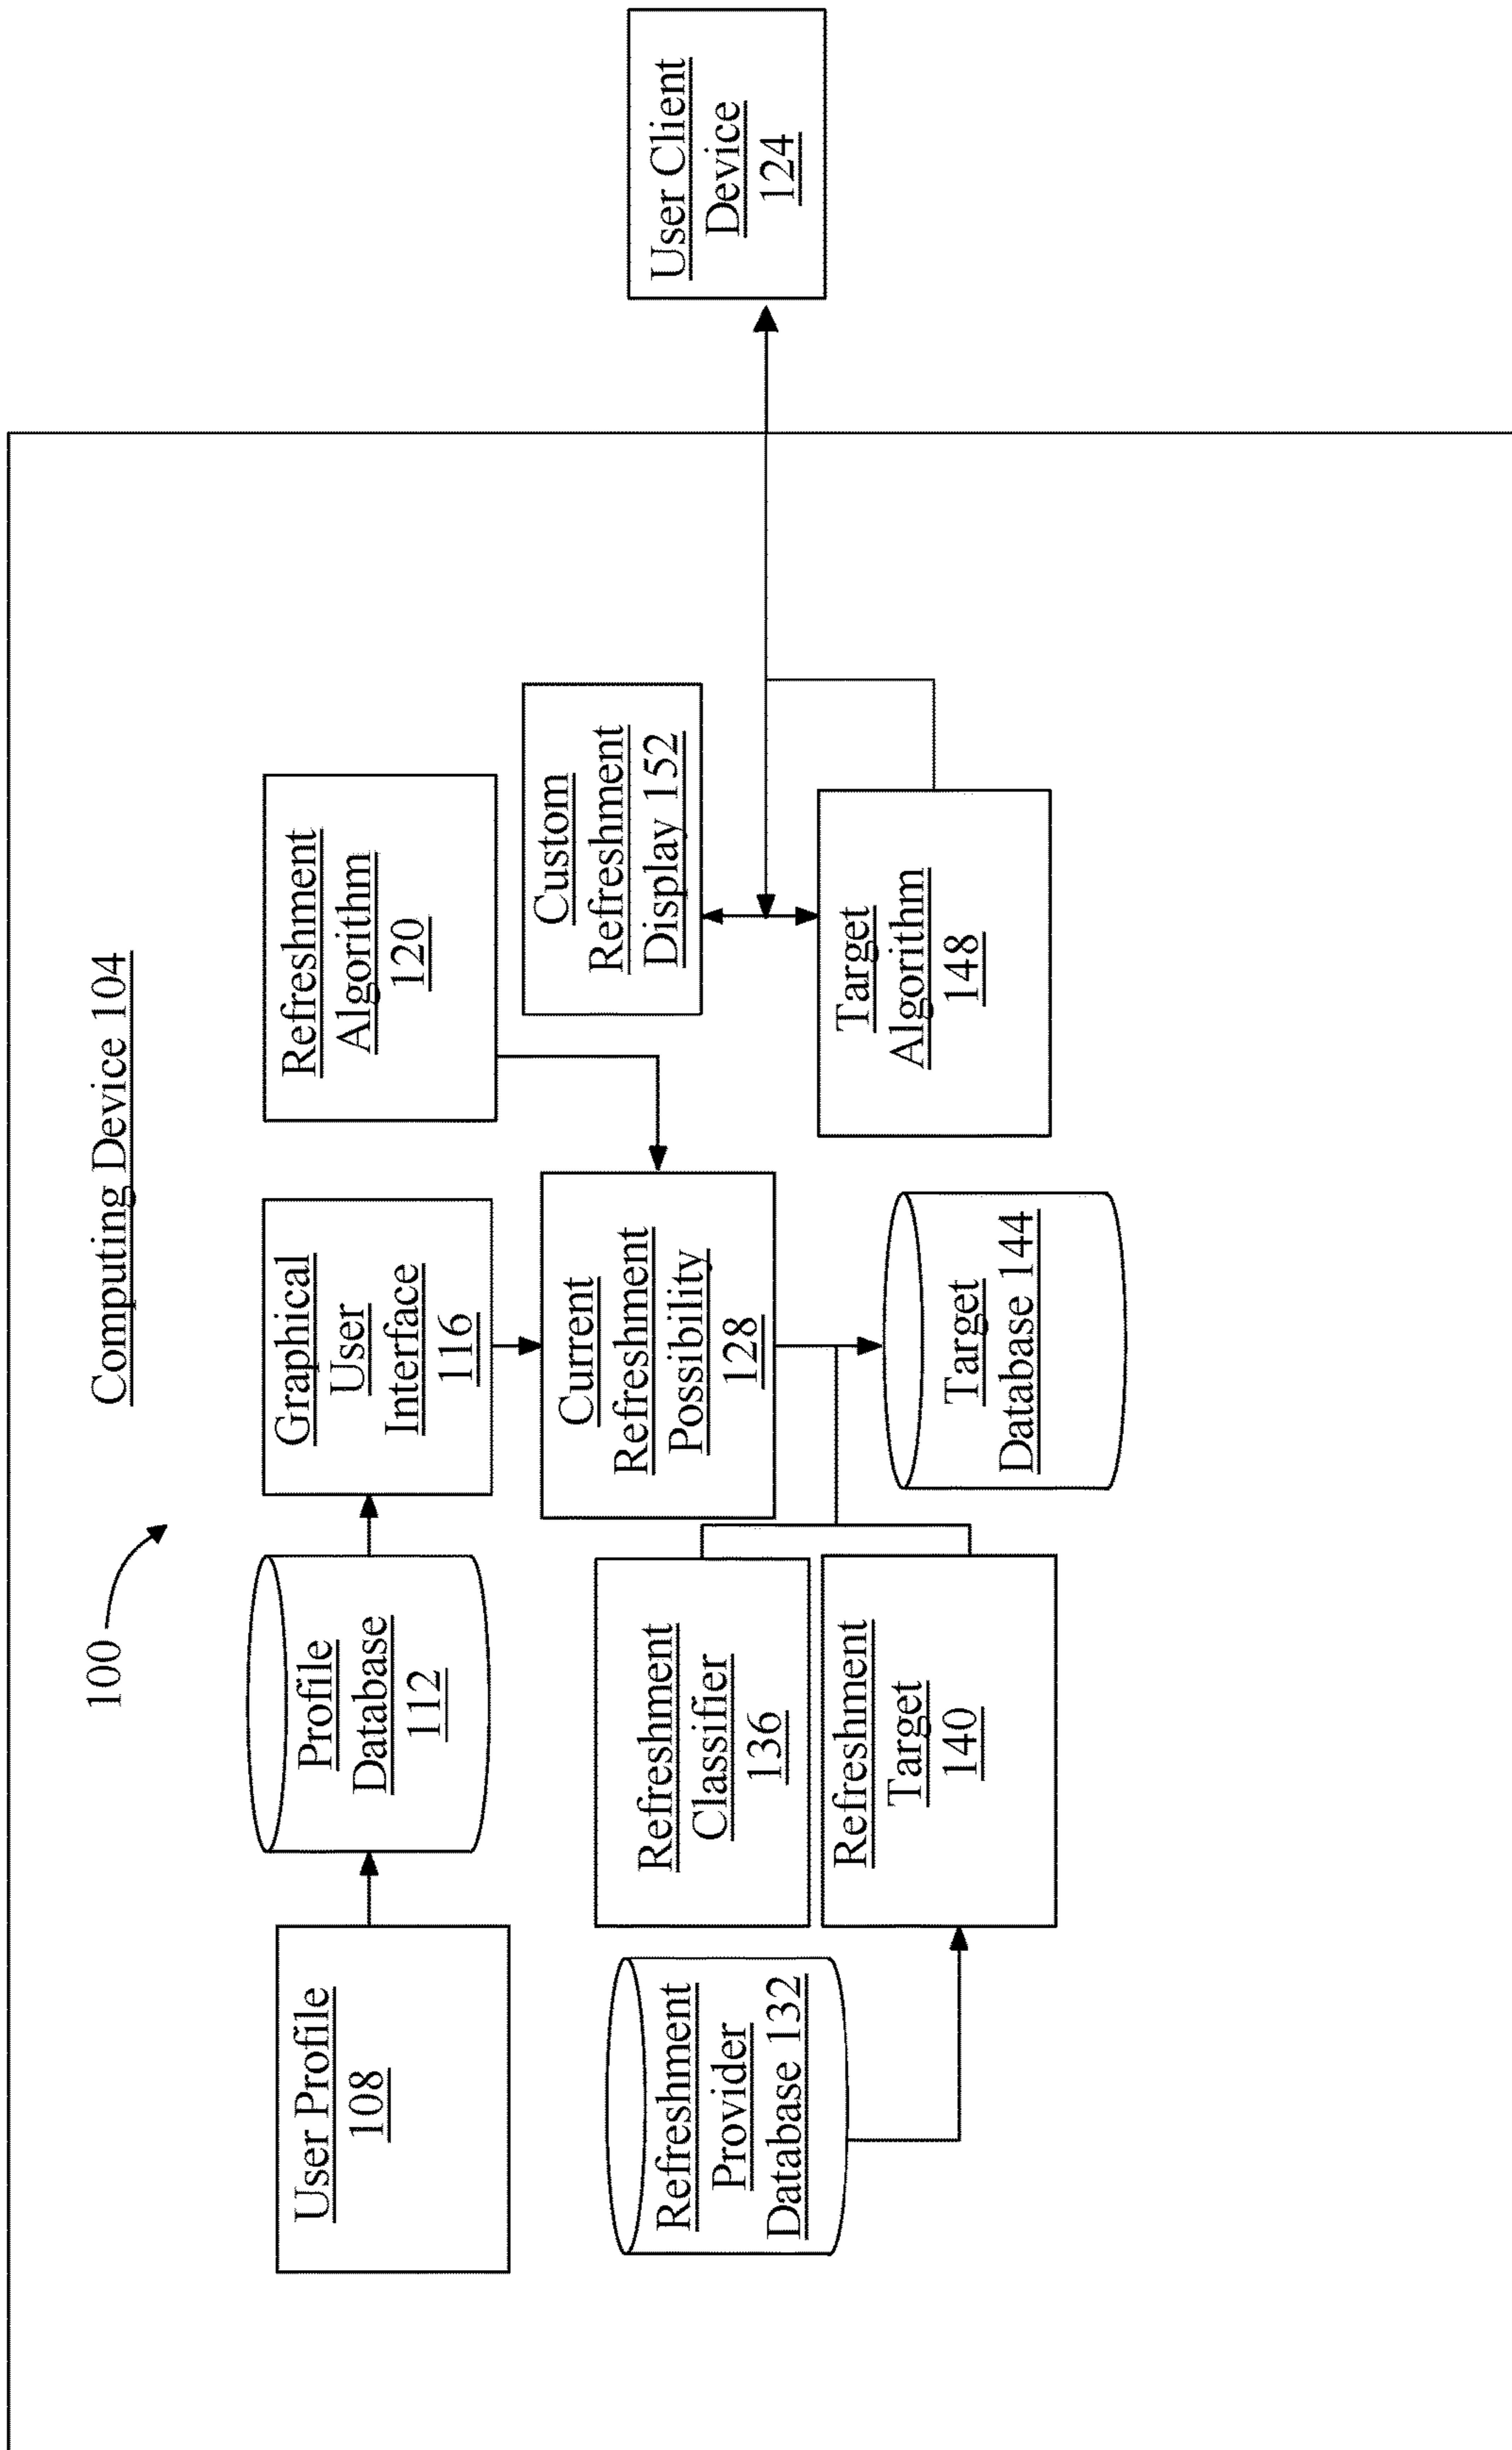 Computing Device 104
100
User Profile
108
Profile
Database
112
Graphical
User
Interface
116
Refreshment
Algorithm
120
Refreshment
Provider
Database 132
Refreshment
Classifier
136
Refreshment
Target
140
Current
Refreshment
Possibility
128
Target
Database 144
Custom
Refreshment
Display 152
Target
Algorithm
148
User Client
Device
124